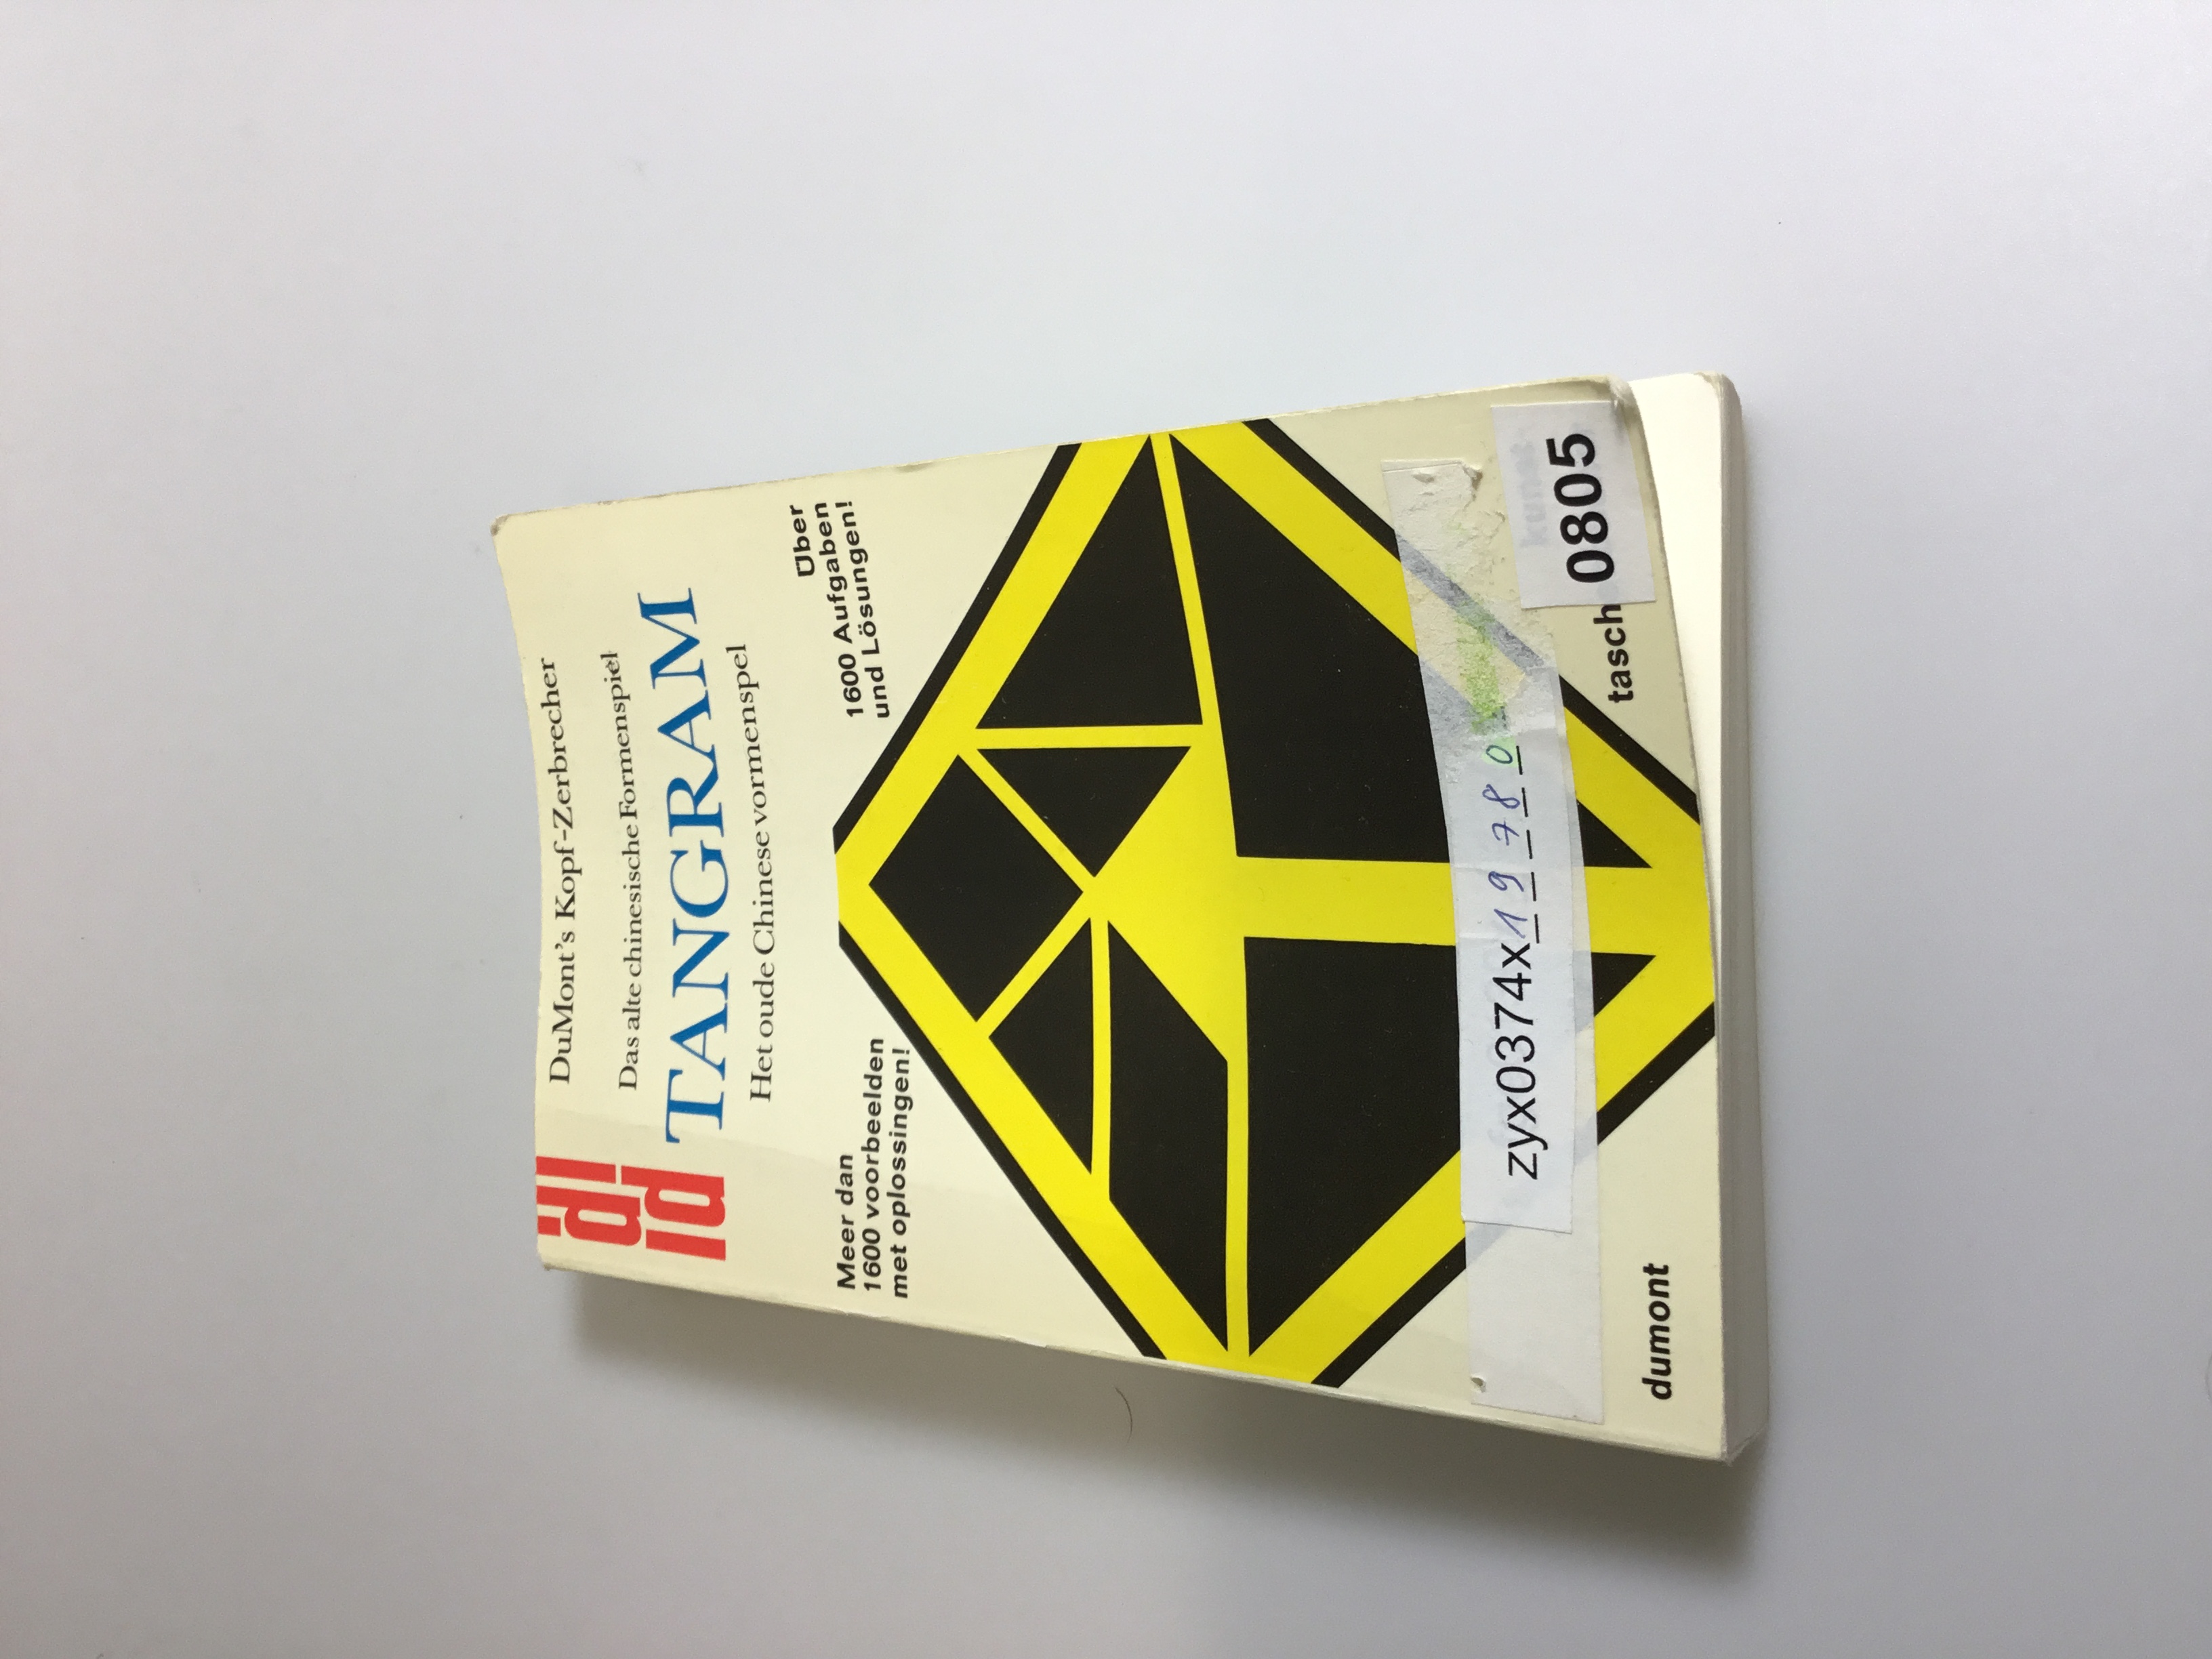 DuMont's Kopf-Zerbrecher
Das alte chinesische Formenspiel
TANGRAM
Het oude Chinese vormenspel
Über
1600 Aufgaben
und Lösungen!
Meer dan
1600 voorbeelden
met oplossingen!
zyx0374x19780
0805
dumont
tasch